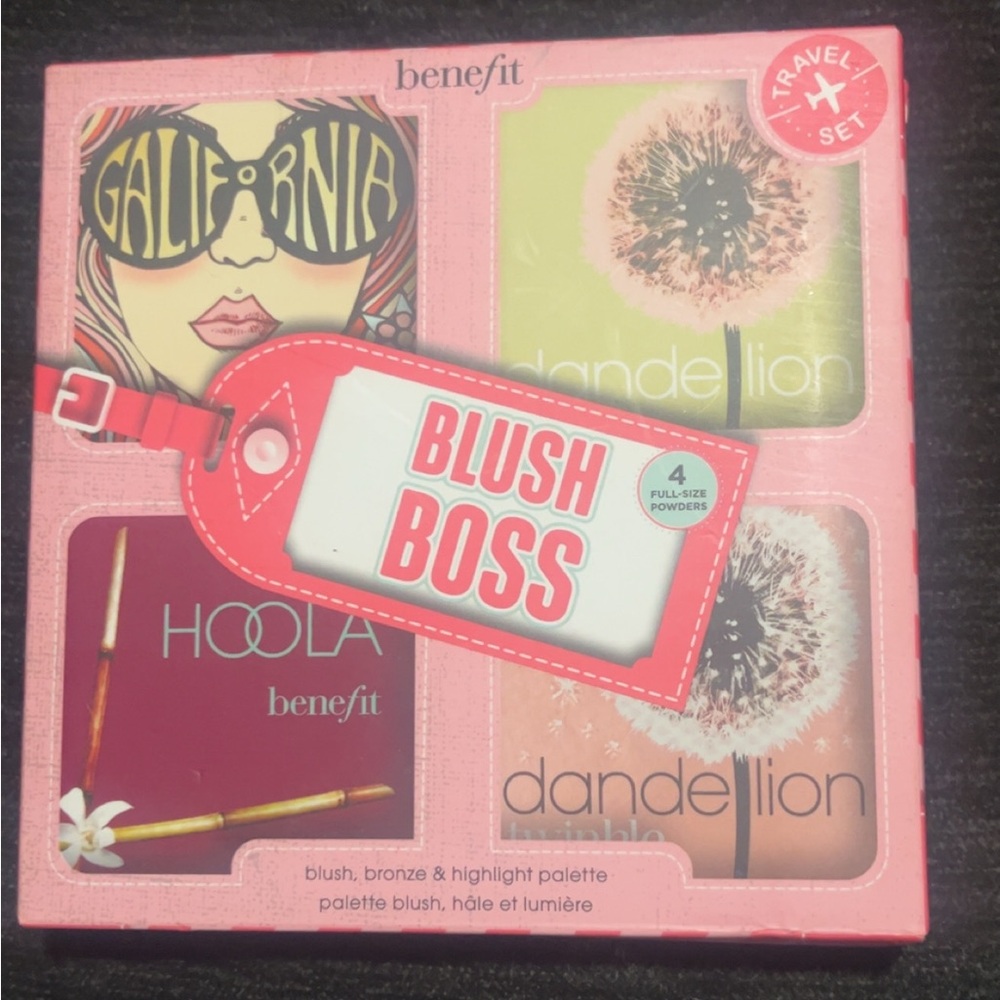 benefit
TRAVEL
SET
GALIFORNIA
dandelion
BLUSH
BOSS
4
FULL-SIZE
POWDERS
HOOLA
benefit
dandelion
twinkle
blush, bronze & highlight palette
palette blush, hâle et lumière